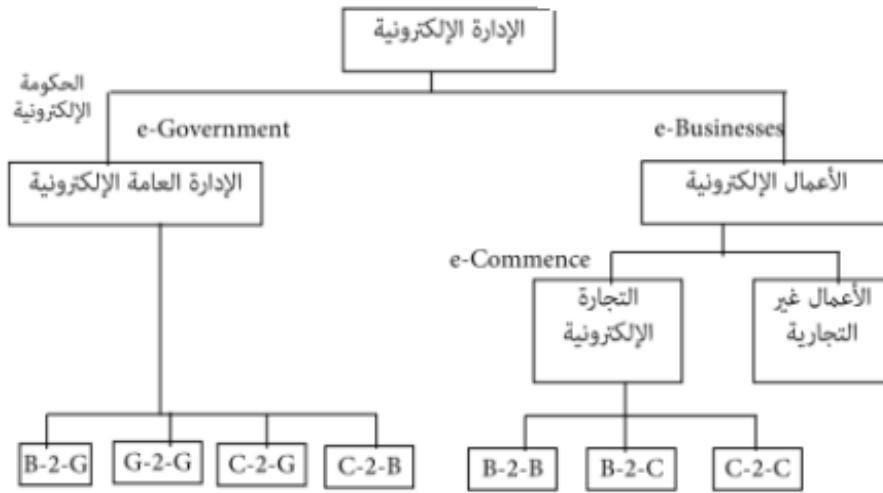 الإدارة الإلكترونية
الحكومة
الإلكترونية
e-Government
e-Businesses
الإدارة العامة الإلكترونية
الأعمال الإلكترونية
e-Commence
التجارة
الإلكترونية
الأعمال غير
التجارية
B-2-G
G-2-G
C-2-G
C-2-B
B-2-B
B-2-C
C-2-C